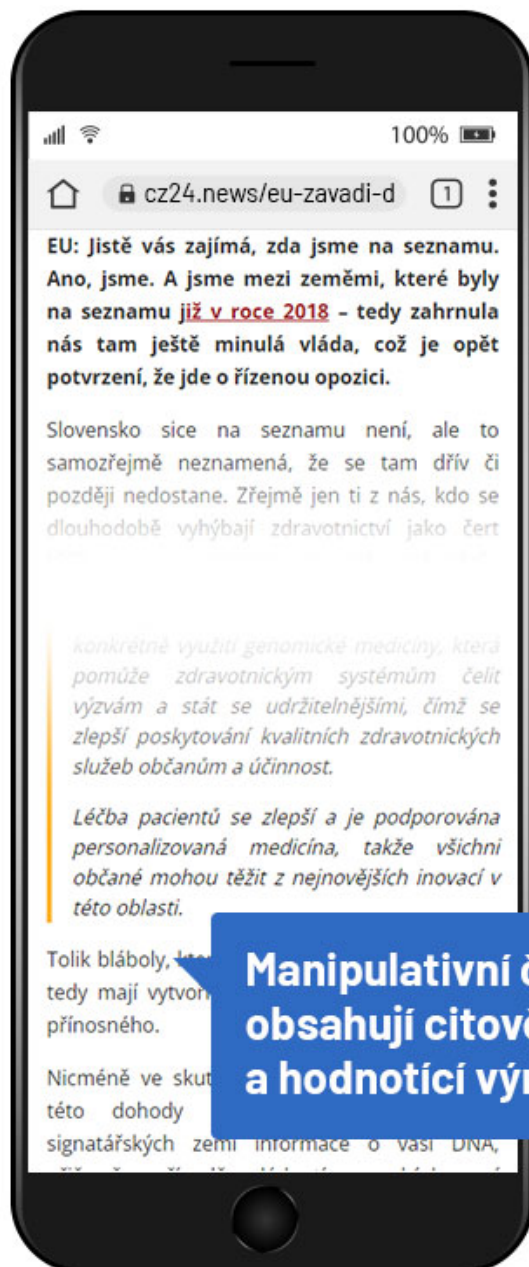 100%
cz24.news/eu-zavadi-d 1
EU: Jistě vás zajímá, zda jsme na seznamu.
Ano, jsme. A jsme mezi zeměmi, které byly
na seznamu již v roce 2018 – tedy zahrnula
nás tam ještě minulá vláda, což je opět
potvrzení, že jde o řízenou opozici.
Slovensko sice na seznamu není, ale to
samozřejmě neznamená, že se tam dřív či
později nedostane. Zřejmě jen ti z nás, kdo se
dlouhodobě vyhýbají zdravotnictví jako čert
konkrétně využití genomické medicíny, která
pomůže zdravotnickým systémům čelit
výzvám a stát se udržitelnějšími, čímž se
zlepší poskytování kvalitních zdravotnických
služeb občanům a účinnost.
Léčba pacientů se zlepší a je podporována
personalizovaná medicína, takže všichni
občané mohou těžit z nejnovějších inovací v
této oblasti.
Tolik bláboly,
tedy mají
přínosného.
Nicméně ve
této dohody
signatářských zemí informace o vaší DNA,
Manipulativní
obsahují
a hodnotící